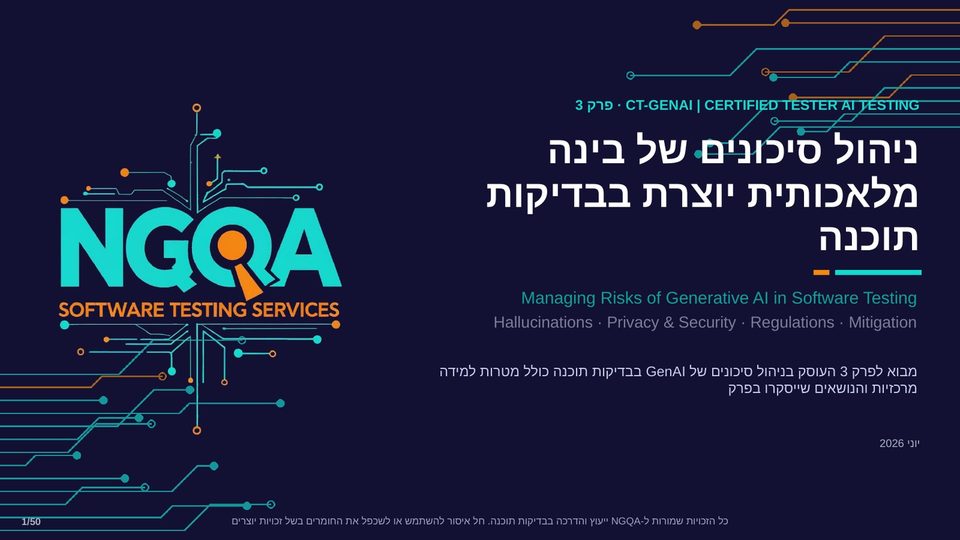 CT-GENAI | CERTIFIED TESTER AI TESTING · פרק 3
ניהול סיכונים של בינה
מלאכותית יוצרת בבדיקות
תוכנה
Managing Risks of Generative AI in Software Testing
Hallucinations · Privacy & Security · Regulations · Mitigation
מבוא לפרק 3 העוסק בניהול סיכונים של GenAI בבדיקות תוכנה כולל מטרות למידה
מרכזיות והנושאים שייסקרו בפרק
יוני 2026
NGQA
SOFTWARE TESTING SERVICES
כל הזכויות שמורות ל-NGQA ייעוץ והדרכה בבדיקות תוכנה. חל איסור להשתמש או לשכפל את החומרים בשל זכויות יוצרים
1/50